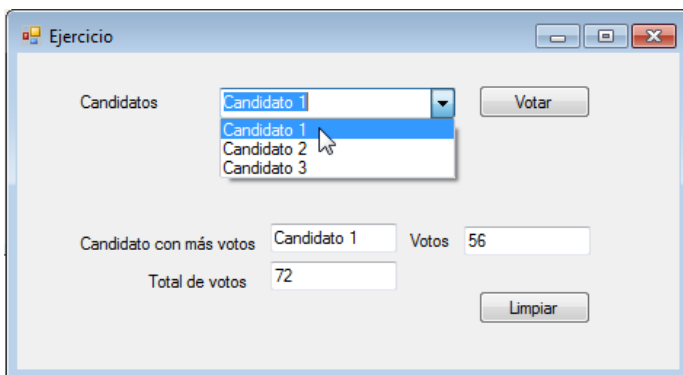 Ejercicio
Candidatos Candidato 1 Votar
Candidato 1
Candidato 2
Candidato 3
Candidato con más votos Candidato 1 Votos 56
Total de votos 72
Limpiar